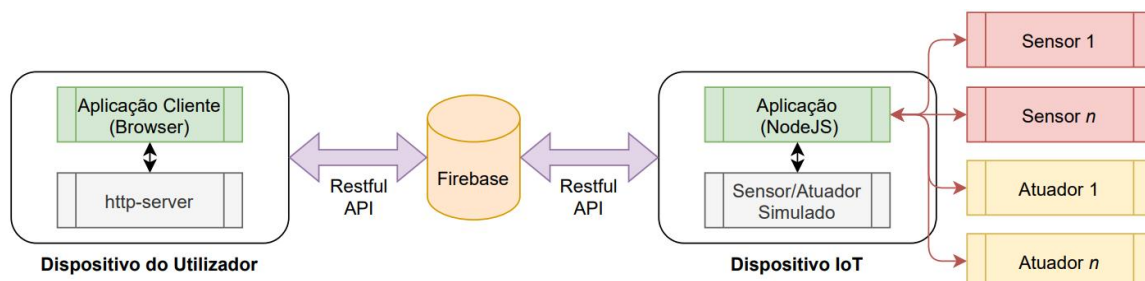 Aplicação Cliente
(Browser)
http-server
Dispositivo do Utilizador
Restful
API
Firebase
Restful
API
Aplicação
(NodeJS)
Sensor/Atuador
Simulado
Dispositivo IoT
Sensor 1
Sensor n
Atuador 1
Atuador n